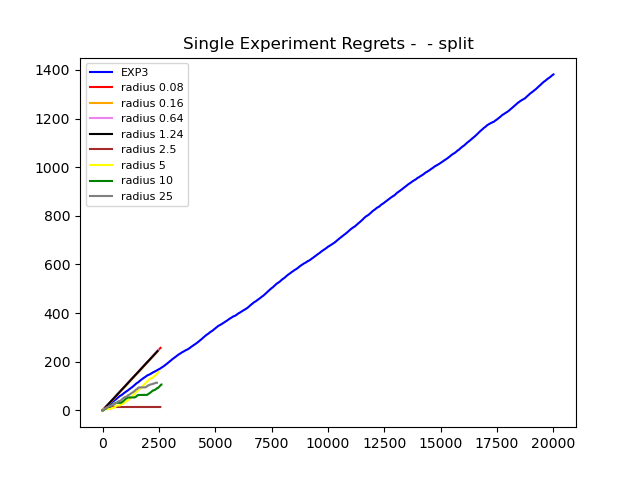 Single Experiment Regrets -  - split
EXP3
radius 0.08
radius 0.16
radius 0.64
radius 1.24
radius 2.5
radius 5
radius 10
radius 25
1400
1200
1000
800
600
400
200
0
0 2500 5000 7500 10000 12500 15000 17500 20000